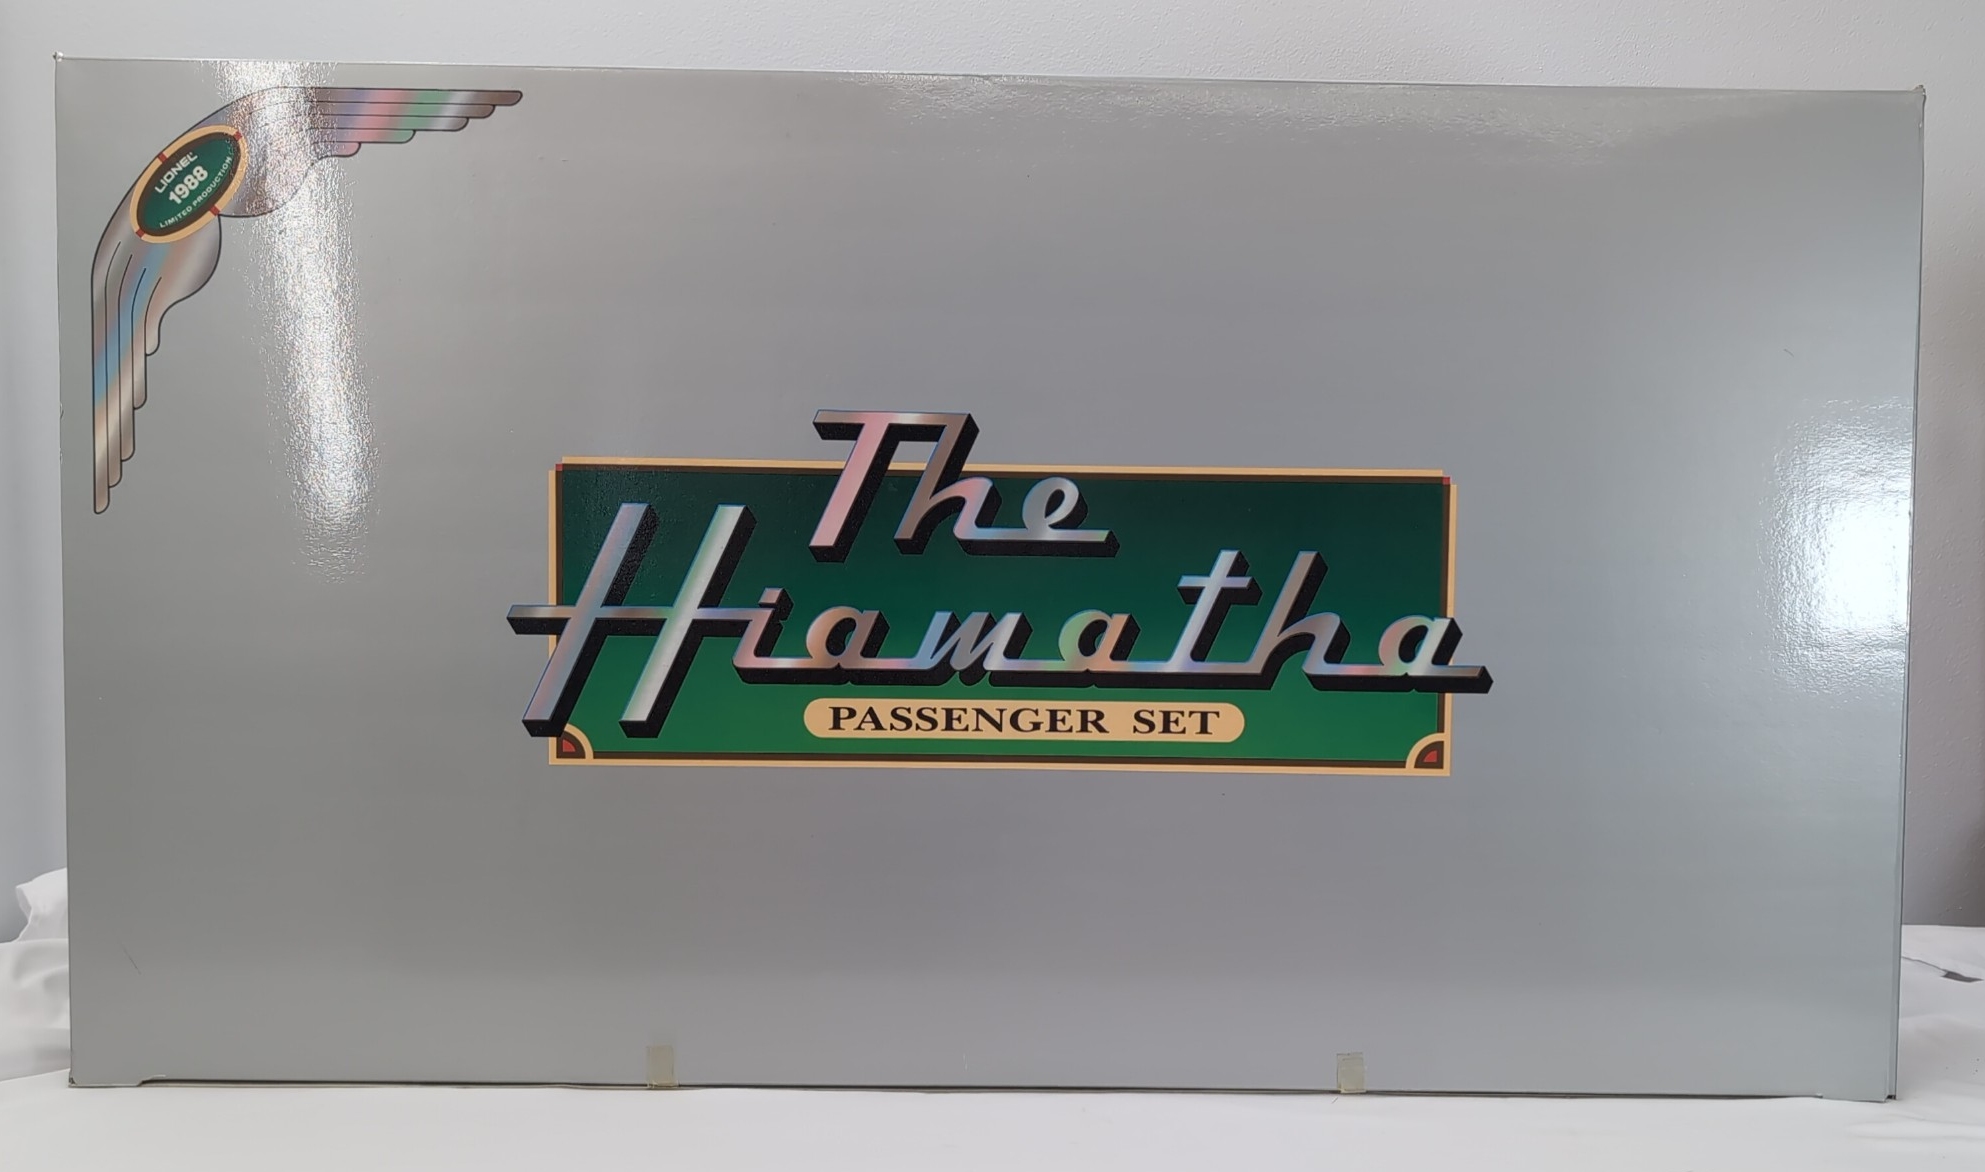 LIONEL
1988
LIMITED PRODUCTION
The
Hiawatha
PASSENGER SET